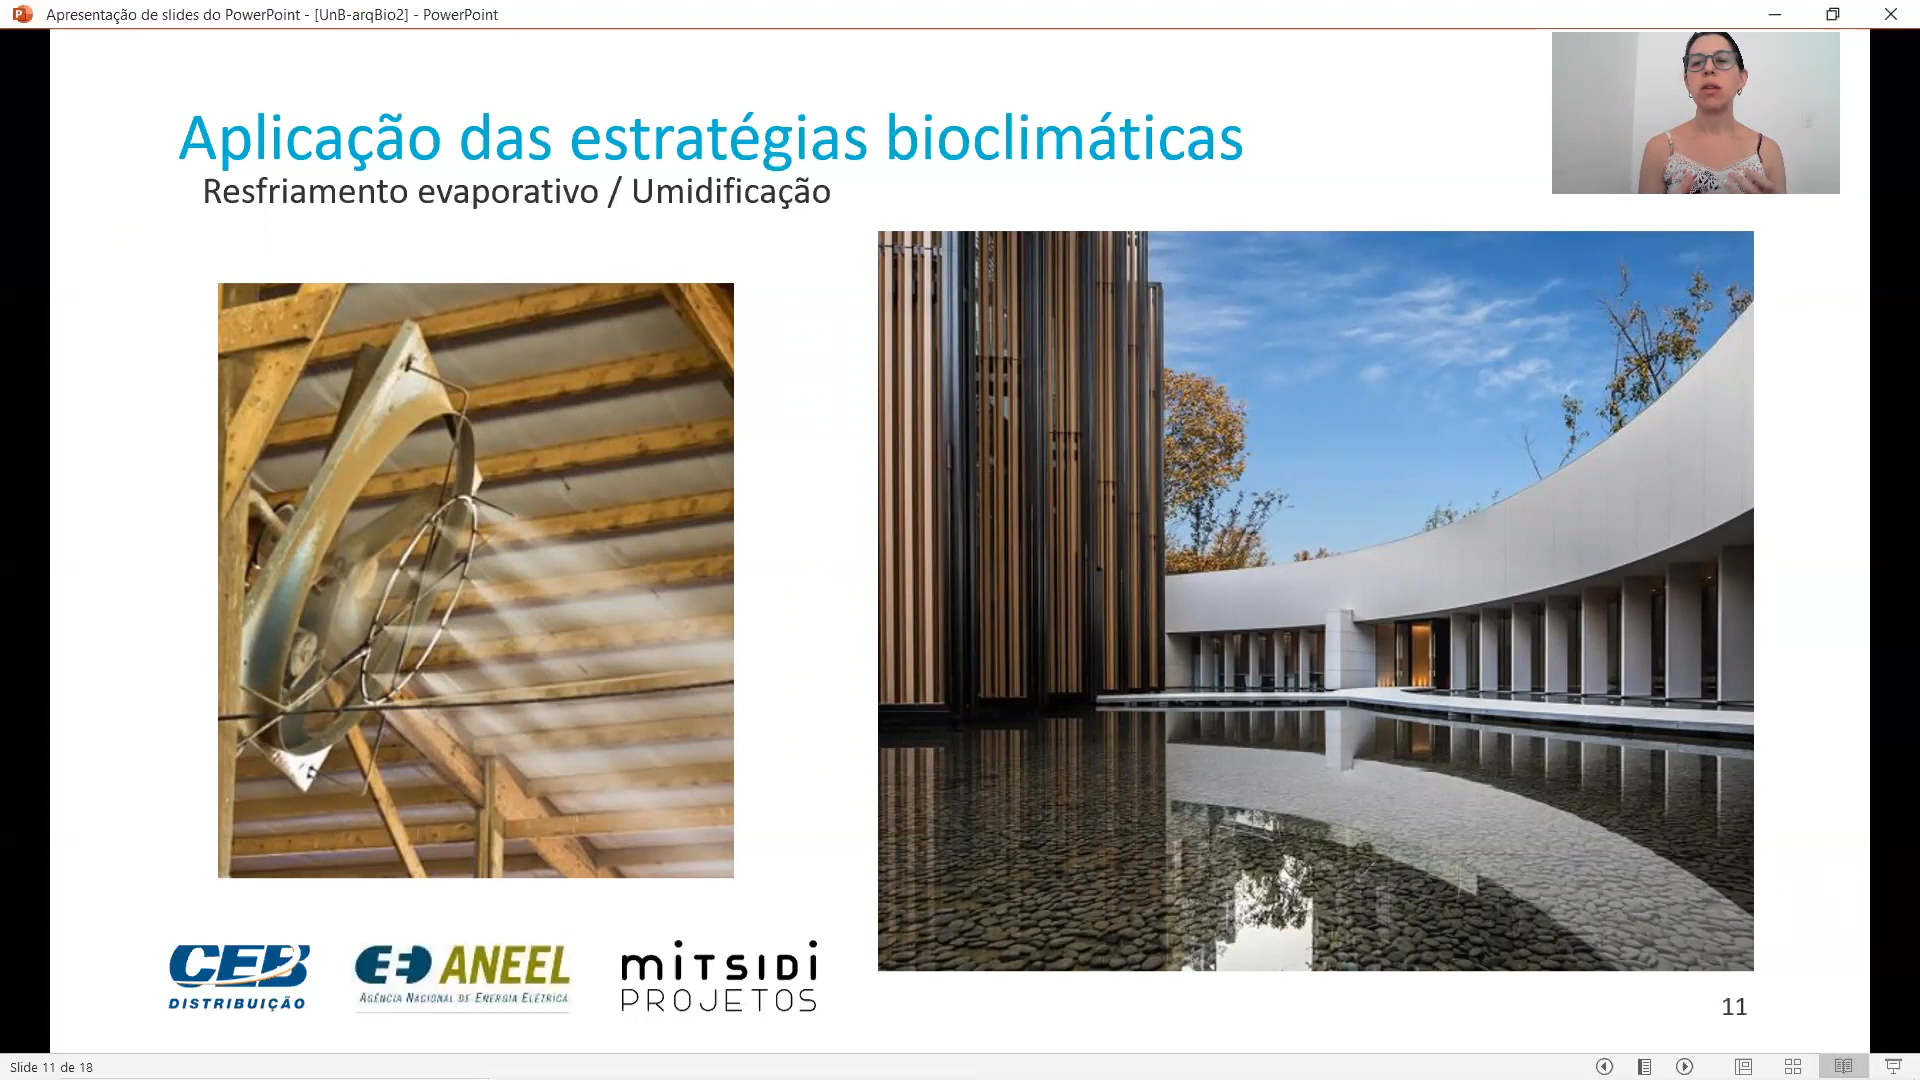 Apresentação de slides do PowerPoint - [UnB-arqBio2] - PowerPoint
Aplicação das estratégias bioclimáticas
Resfriamento evaporativo / Umidificação
CEB
DISTRIBUIÇÃO
ANEEL
AGÊNCIA NACIONAL DE ENERGIA ELÉTRICA
mitsidi
PROJETOS
11
Slide 11 de 18